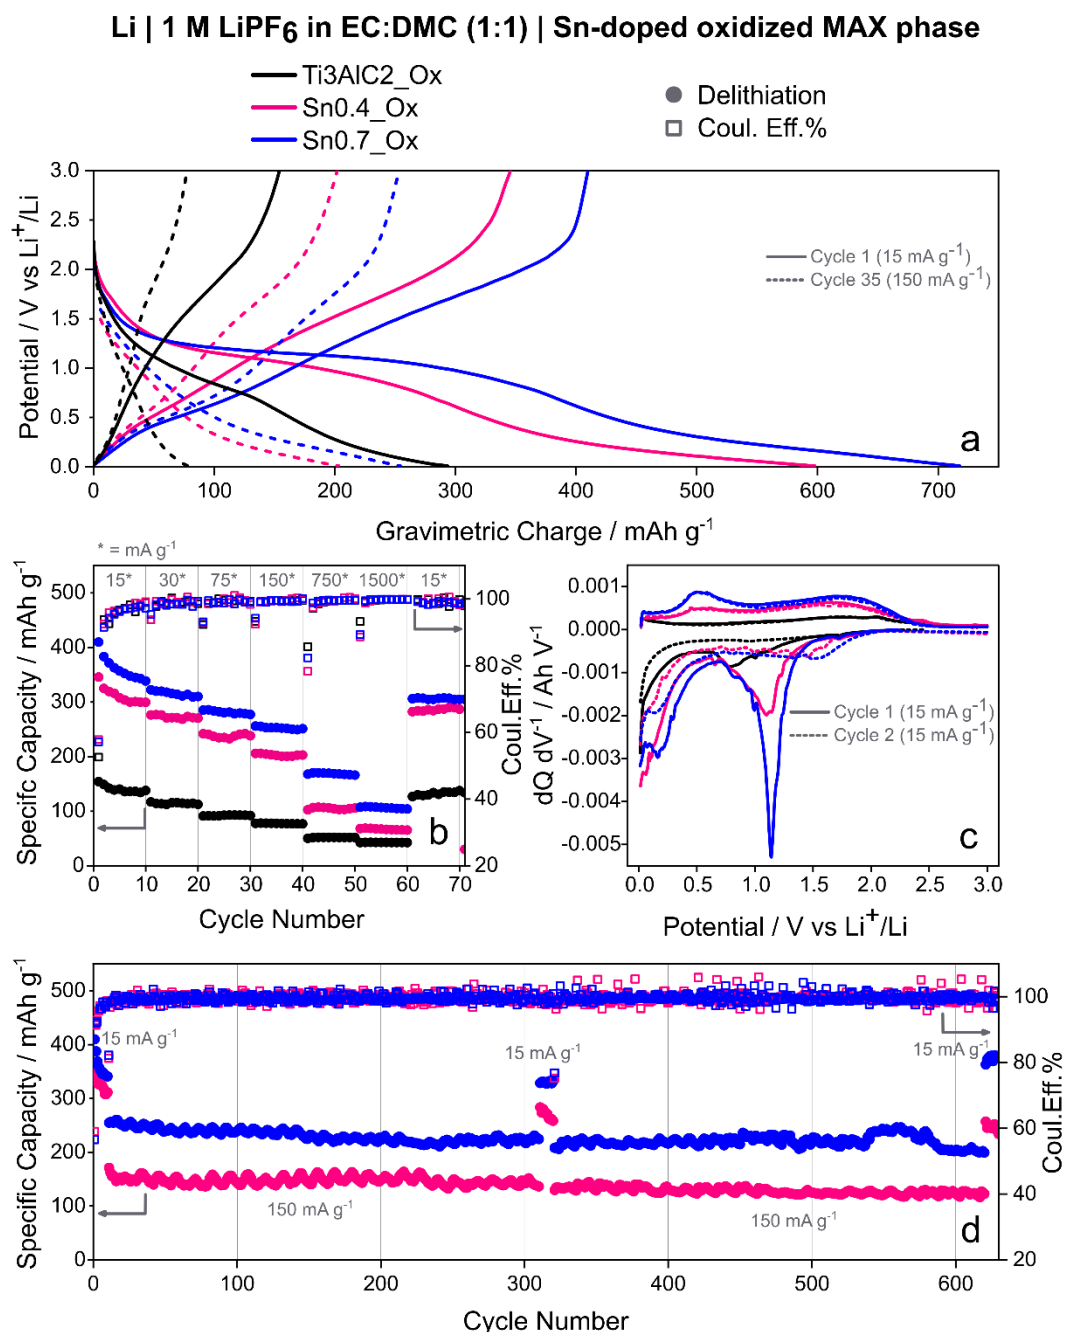 Li | 1 M LiPF6 in EC:DMC (1:1) | Sn-doped oxidized MAX phase
Ti3AlC2_Ox
Sn0.4_Ox
Sn0.7_Ox
Delithiation
Coul. Eff.%
Potential / V vs Li+/Li
3.0
2.5
2.0
1.5
1.0
0.5
0.0
Cycle 1 (15 mA g-1)
Cycle 35 (150 mA g-1)
a
0 100 200 300 400 500 600 700
Gravimetric Charge / mAh g-1
* = mA g-1
Specifc Capacity / mAh g-1
500
400
300
200
100
0
15* 30* 75* 150* 750* 1500* 15*
b
100
80
60
40
20
Coul.Eff.%
0 10 20 30 40 50 60 70
Cycle Number
dQ dV-1 / Ah V-1
0.001
0.000
-0.001
-0.002
-0.003
-0.004
-0.005
Cycle 1 (15 mA g-1)
Cycle 2 (15 mA g-1)
c
0.0 0.5 1.0 1.5 2.0 2.5 3.0
Potential / V vs Li+/Li
Specific Capacity / mAh g-1
500
400
300
200
100
0
15 mA g-1
15 mA g-1
15 mA g-1
150 mA g-1
150 mA g-1
d
100
80
60
40
20
Coul.Eff.%
0 100 200 300 400 500 600
Cycle Number